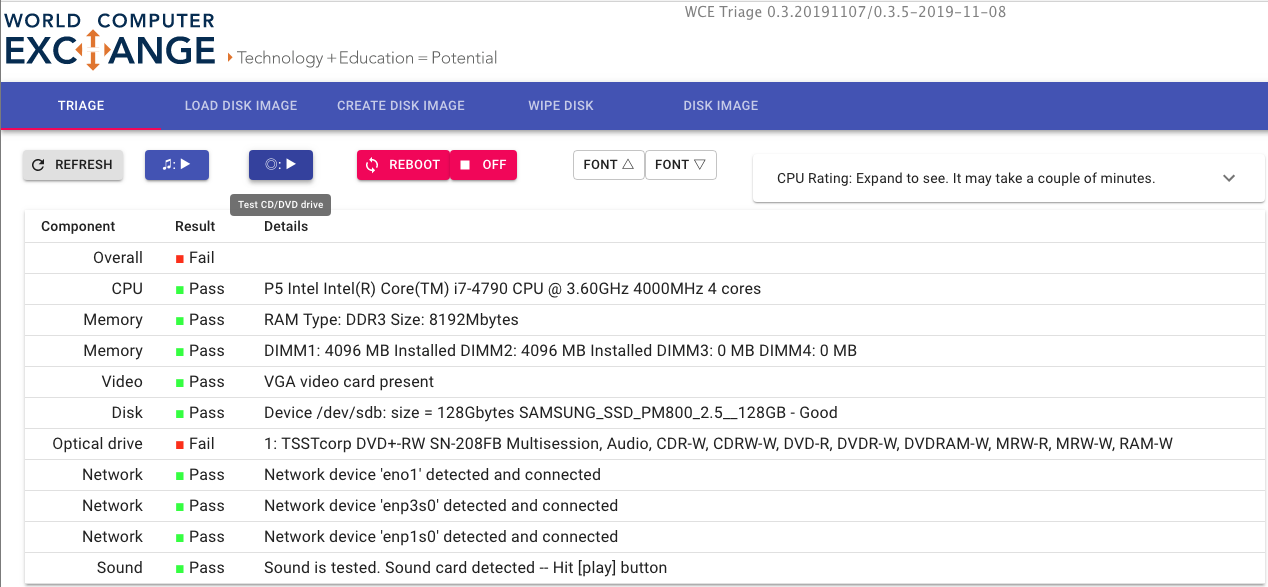 WCE Triage 0.3.20191107/0.3.5-2019-11-08
WORLD COMPUTER
EXCHANGE
Technology + Education = Potential
TRIAGE LOAD DISK IMAGE CREATE DISK IMAGE WIPE DISK DISK IMAGE
REFRESH ♫: ▶ ◎: ▶ REBOOT OFF FONT △ FONT ▽
CPU Rating: Expand to see. It may take a couple of minutes.
Test CD/DVD drive
Component Result Details
Overall Fail
CPU Pass P5 Intel Intel(R) Core(TM) i7-4790 CPU @ 3.60GHz 4000MHz 4 cores
Memory Pass RAM Type: DDR3 Size: 8192Mbytes
Memory Pass DIMM1: 4096 MB Installed DIMM2: 4096 MB Installed DIMM3: 0 MB DIMM4: 0 MB
Video Pass VGA video card present
Disk Pass Device /dev/sdb: size = 128Gbytes SAMSUNG_SSD_PM800_2.5__128GB - Good
Optical drive Fail 1: TSSTcorp DVD+-RW SN-208FB Multisession, Audio, CDR-W, CDRW-W, DVD-R, DVDR-W, DVDRAM-W, MRW-R, MRW-W, RAM-W
Network Pass Network device 'eno1' detected and connected
Network Pass Network device 'enp3s0' detected and connected
Network Pass Network device 'enp1s0' detected and connected
Sound Pass Sound is tested. Sound card detected -- Hit [play] button